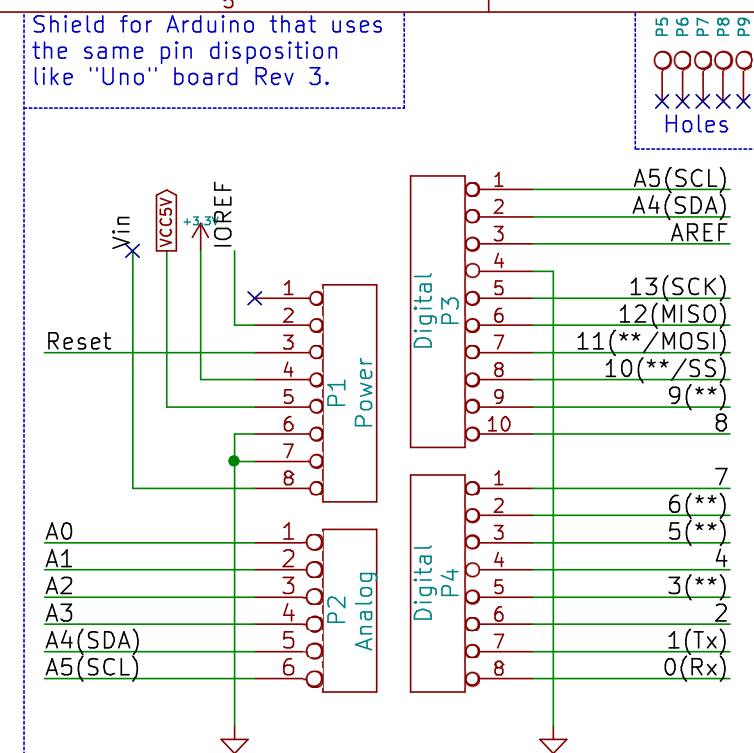 5
Shield for Arduino that uses
the same pin disposition
like "Uno" board Rev 3.
P5
P6
P7
P8
P9
Holes
Vin
VCC5V
+3.3V
IOREF
Reset
1
2
3
4
5
6
7
8
P1
Power
A0
A1
A2
A3
A4(SDA)
A5(SCL)
1
2
3
4
5
6
P2
Analog
Digital
P3
1 A5(SCL)
2 A4(SDA)
3 AREF
4
5 13(SCK)
6 12(MISO)
7 11(**/MOSI)
8 10(**/SS)
9 9(**)
10 8
Digital
P4
1 7
2 6(**)
3 5(**)
4 4
5 3(**)
6 2
7 1(Tx)
8 0(Rx)